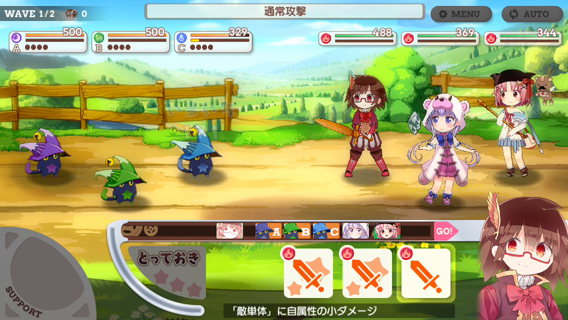 WAVE 1/2 0
通常攻撃
MENU
AUTO
500
500
329
488
369
344
A
B
C
A B C
GO!
とっておき
SUPPORT
「敵単体」に自属性の小ダメージ